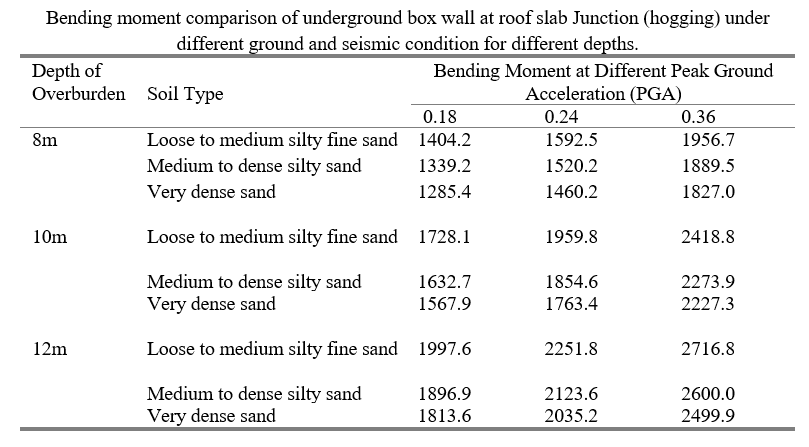 Bending moment comparison of underground box wall at roof slab Junction (hogging) under
different ground and seismic condition for different depths.
Depth of Bending Moment at Different Peak Ground
Overburden Soil Type Acceleration (PGA)
0.18 0.24 0.36
8m Loose to medium silty fine sand 1404.2 1592.5 1956.7
Medium to dense silty sand 1339.2 1520.2 1889.5
Very dense sand 1285.4 1460.2 1827.0
10m Loose to medium silty fine sand 1728.1 1959.8 2418.8
Medium to dense silty sand 1632.7 1854.6 2273.9
Very dense sand 1567.9 1763.4 2227.3
12m Loose to medium silty fine sand 1997.6 2251.8 2716.8
Medium to dense silty sand 1896.9 2123.6 2600.0
Very dense sand 1813.6 2035.2 2499.9